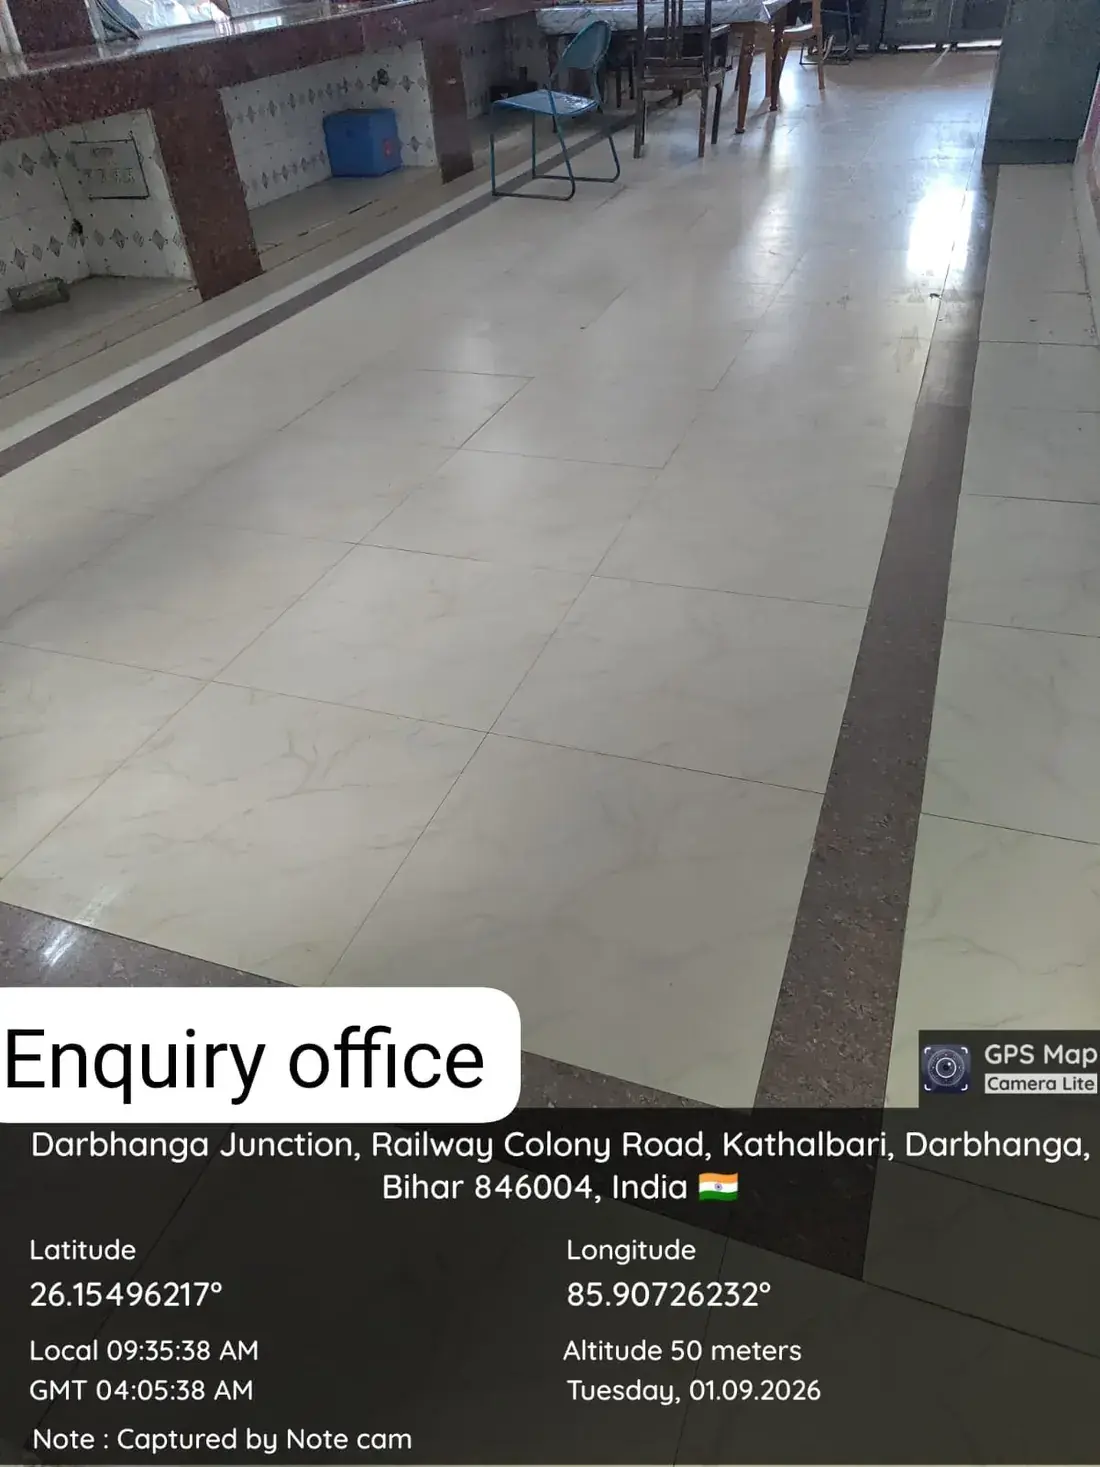 Enquiry office
GPS Map
Camera Lite
Darbhanga Junction, Railway Colony Road, Kathalbari, Darbhanga,
Bihar 846004, India 🇮🇳
Latitude
26.15496217°
Longitude
85.90726232°
Local 09:35:38 AM
GMT 04:05:38 AM
Altitude 50 meters
Tuesday, 01.09.2026
Note : Captured by Note cam